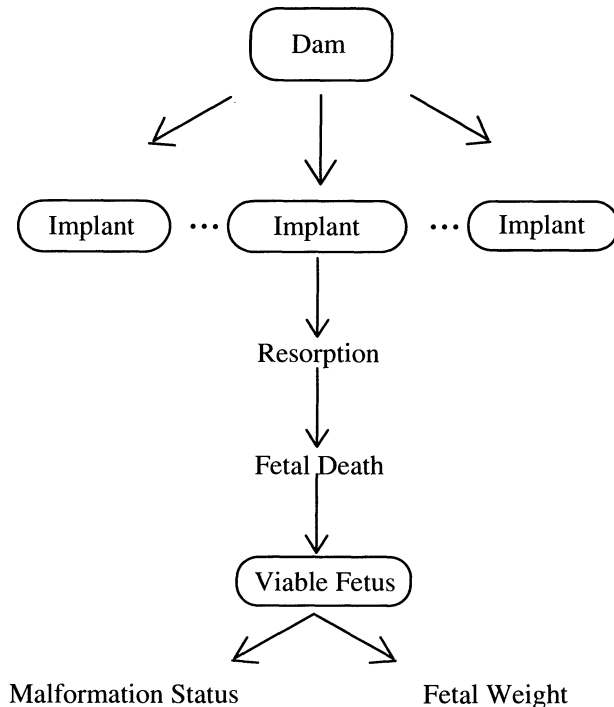 Dam
Implant ... Implant ... Implant
Resorption
Fetal Death
Viable Fetus
Malformation Status Fetal Weight